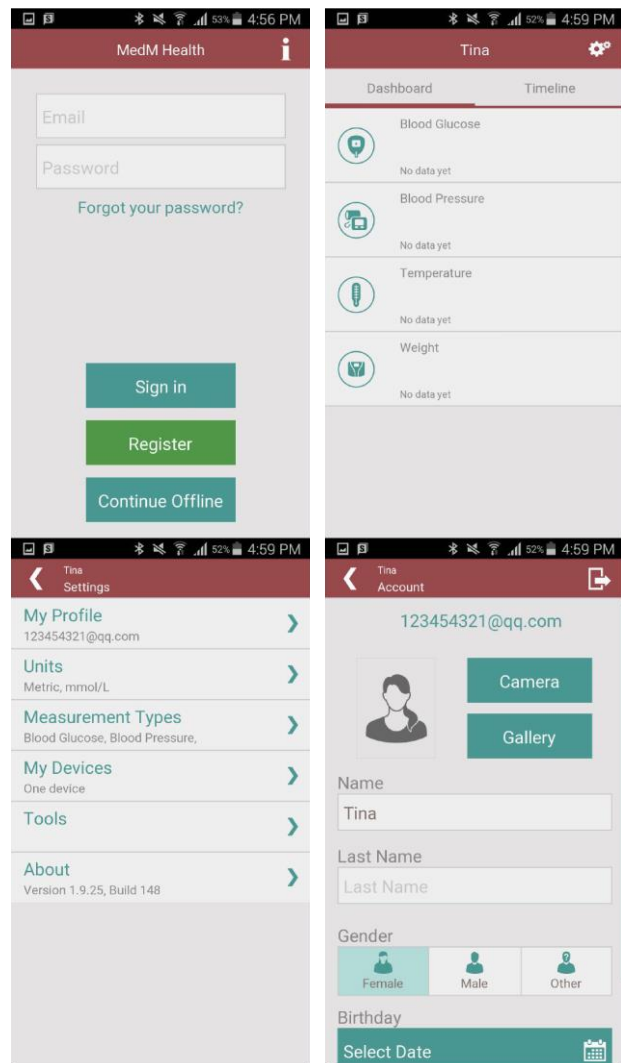 53% 4:56 PM
MedM Health
Email
Password
Forgot your password?
Sign in
Register
Continue Offline
52% 4:59 PM
Tina
Dashboard Timeline
Blood Glucose
No data yet
Blood Pressure
No data yet
Temperature
No data yet
Weight
No data yet
52% 4:59 PM
Tina
Settings
My Profile
123454321@qq.com
Units
Metric, mmol/L
Measurement Types
Blood Glucose, Blood Pressure,
My Devices
One device
Tools
About
Version 1.9.25, Build 148
52% 4:59 PM
Tina
Account
123454321@qq.com
Camera
Gallery
Name
Tina
Last Name
Last Name
Gender
Female Male Other
Birthday
Select Date